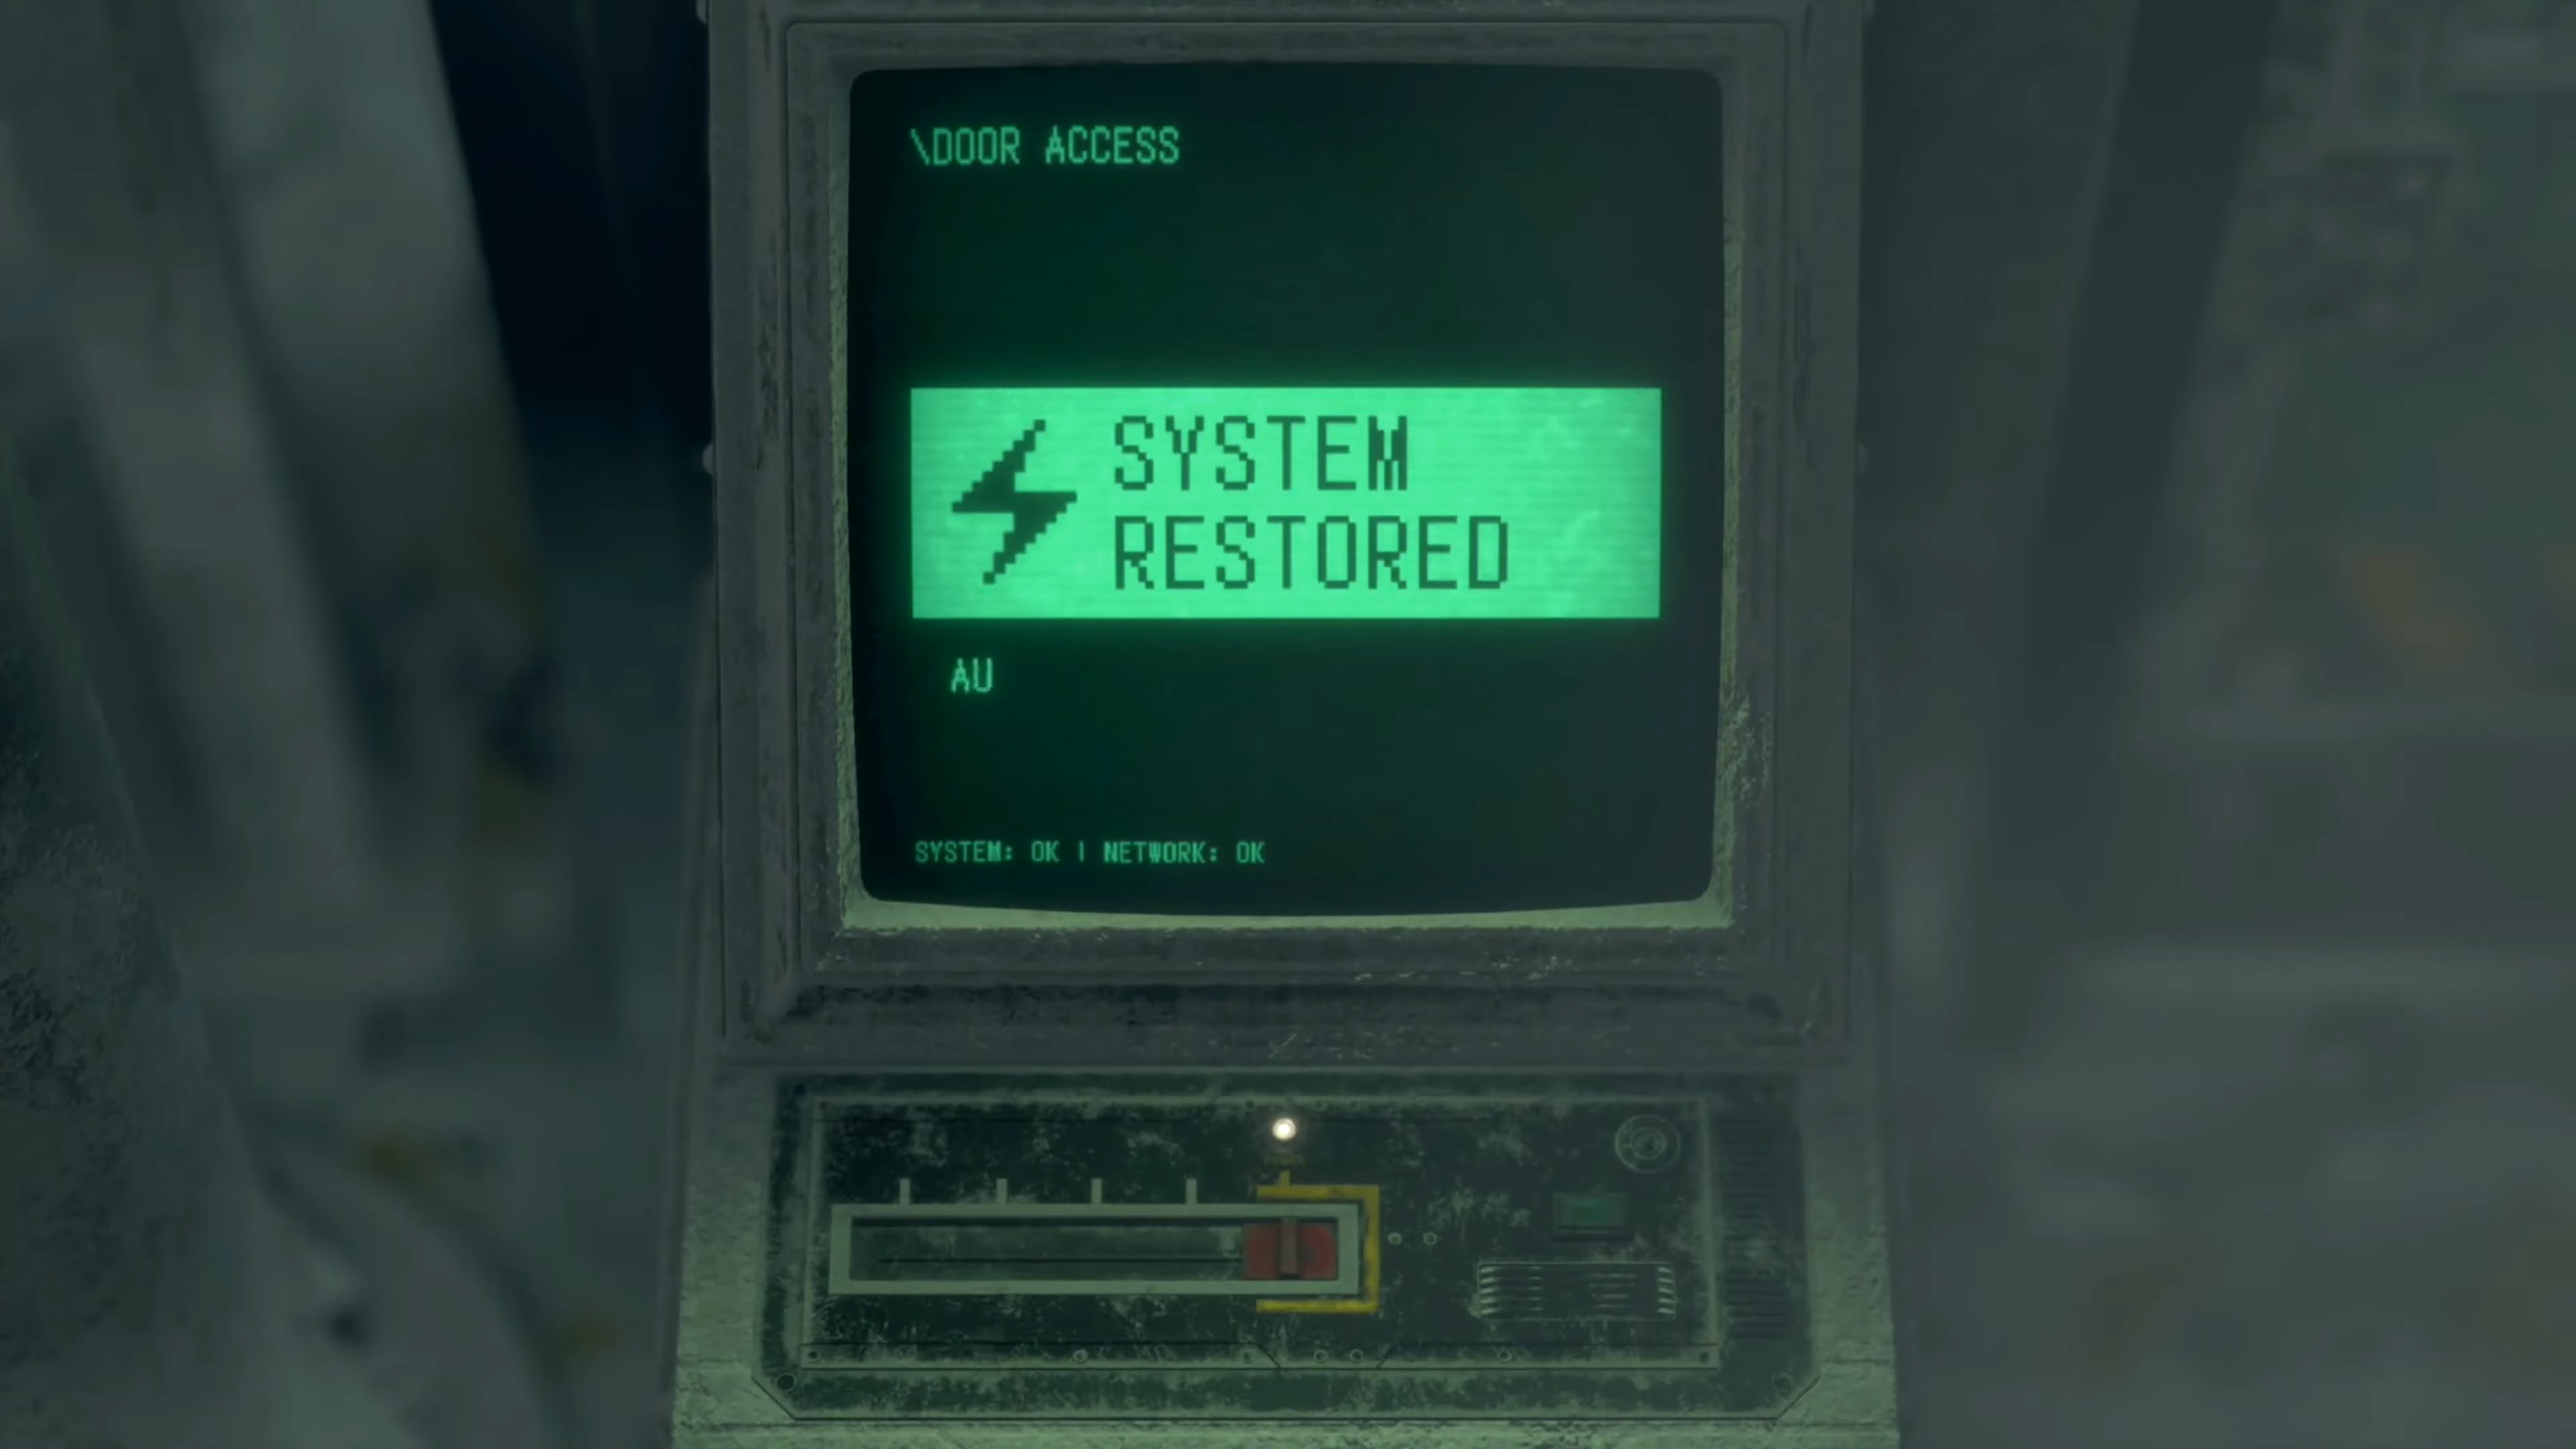 \DOOR ACCESS
SYSTEM
RESTORED
AU
SYSTEM: OK | NETWORK: OK